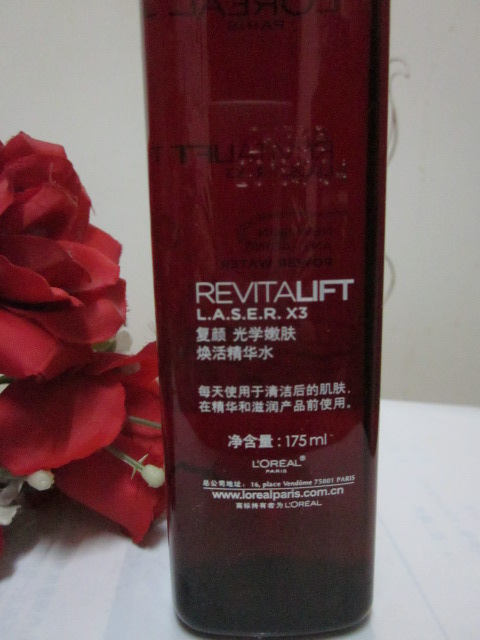 REVITALIFT
L.A.S.E.R. X3
复颜 光学嫩肤
焕活精华水
每天使用于清洁后的肌肤,
在精华和滋润产品前使用。
净含量:175ml
L'ORÉAL®
PARIS
总公司地址: 16, place Vendôme 75001 PARIS
www.lorealparis.com.cn
商标持有者为L'ORÉAL